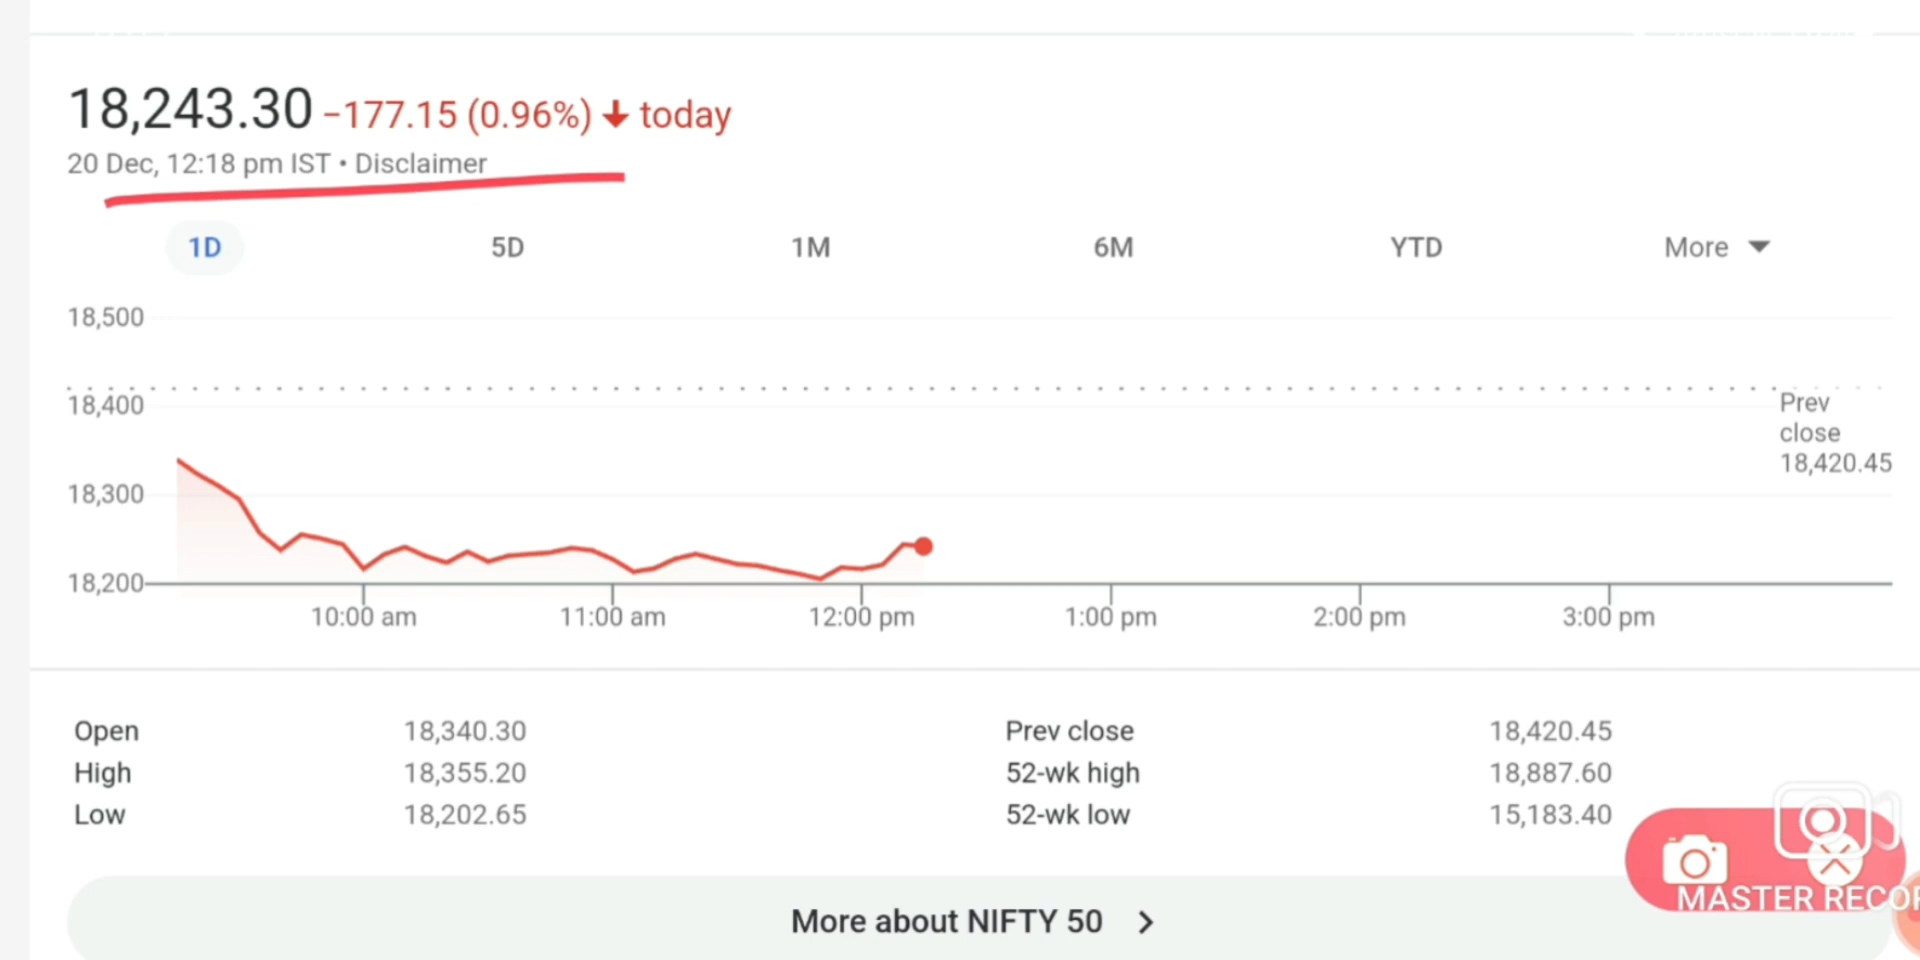 18,243.30 −177.15 (0.96%) today
20 Dec, 12:18 pm IST • Disclaimer
1D 5D 1M 6M YTD More
18,500
18,400
Prev
close
18,420.45
18,300
18,200
10:00 am 11:00 am 12:00 pm 1:00 pm 2:00 pm 3:00 pm
Open 18,340.30 Prev close 18,420.45
High 18,355.20 52-wk high 18,887.60
Low 18,202.65 52-wk low 15,183.40
MASTER RECOR
More about NIFTY 50